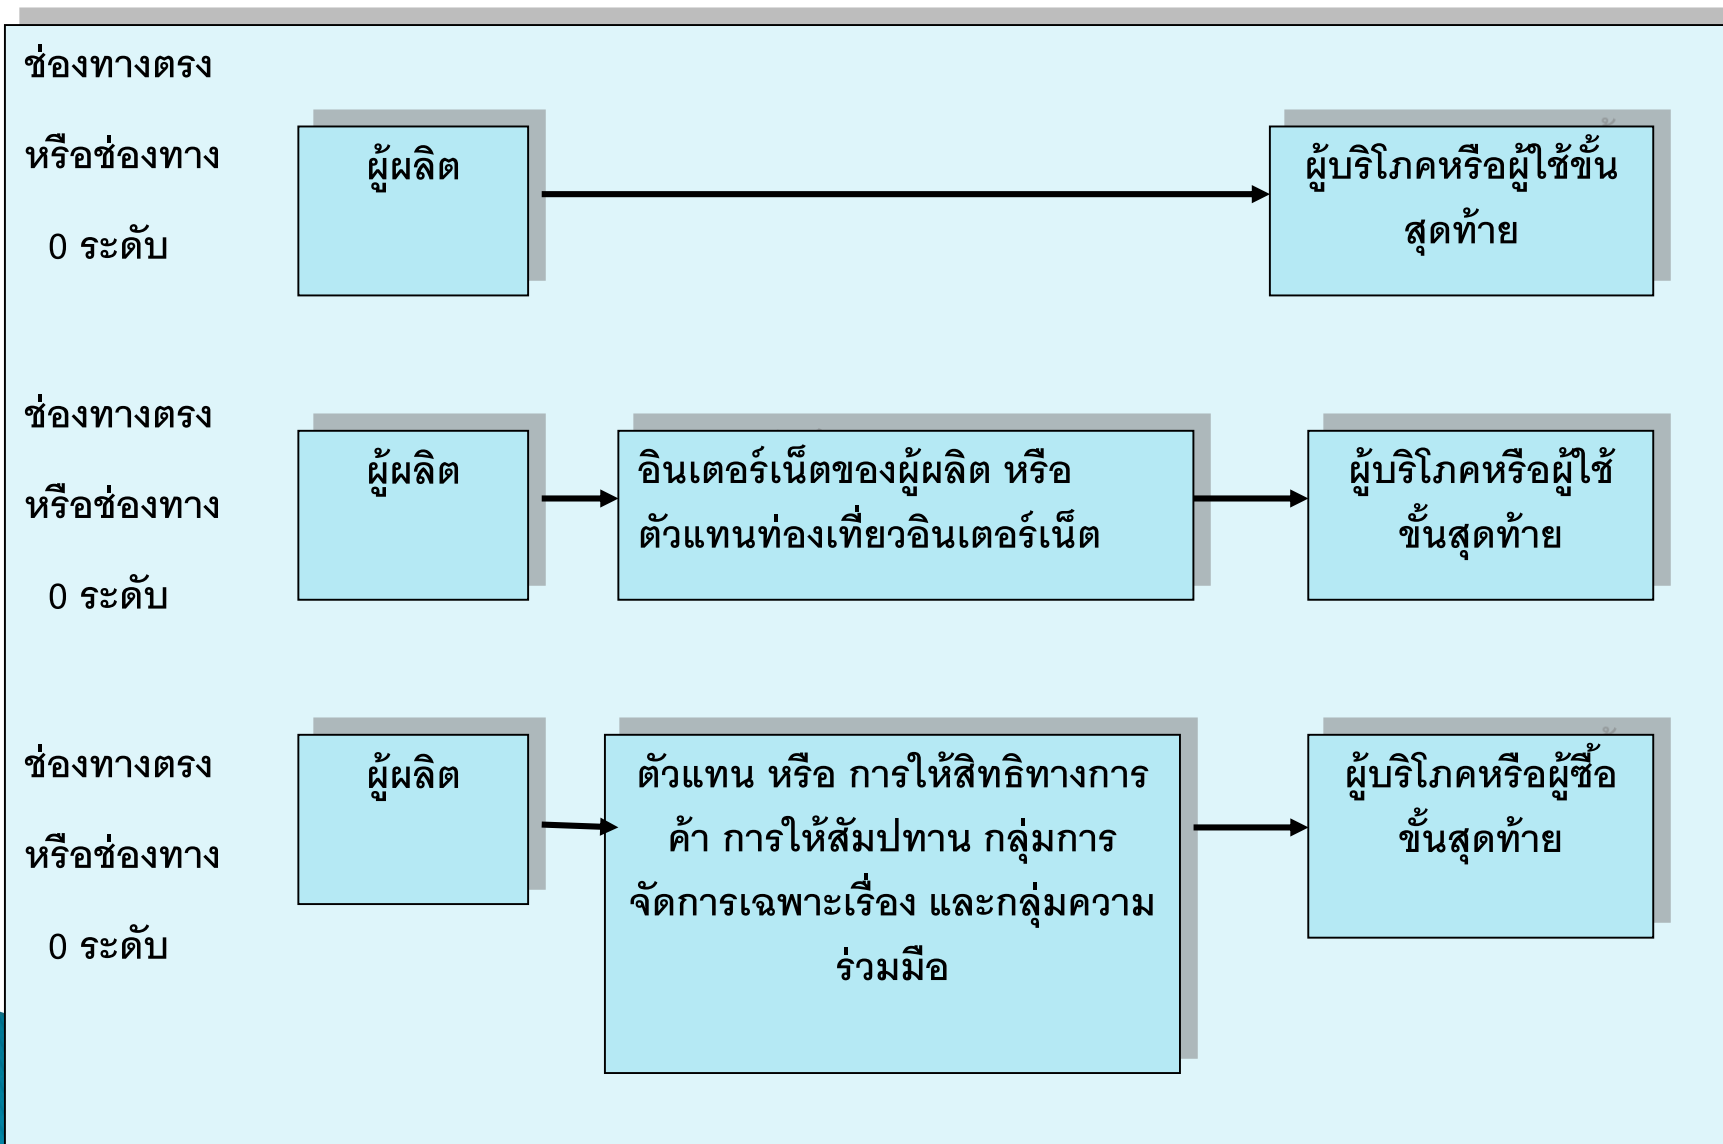 ช่องทางตรง
หรือช่องทาง
0 ระดับ
ผู้ผลิต
ผู้บริโภคหรือผู้ใช้ขั้น
สุดท้าย
ช่องทางตรง
หรือช่องทาง
0 ระดับ
ผู้ผลิต
อินเตอร์เน็ตของผู้ผลิต หรือ
ตัวแทนท่องเที่ยวอินเตอร์เน็ต
ผู้บริโภคหรือผู้ใช้
ขั้นสุดท้าย
ช่องทางตรง
หรือช่องทาง
0 ระดับ
ผู้ผลิต
ตัวแทน หรือ การให้สิทธิทางการ
ค้า การให้สัมปทาน กลุ่มการ
จัดการเฉพาะเรื่อง และกลุ่มความ
ร่วมมือ
ผู้บริโภคหรือผู้ซื้อ
ขั้นสุดท้าย